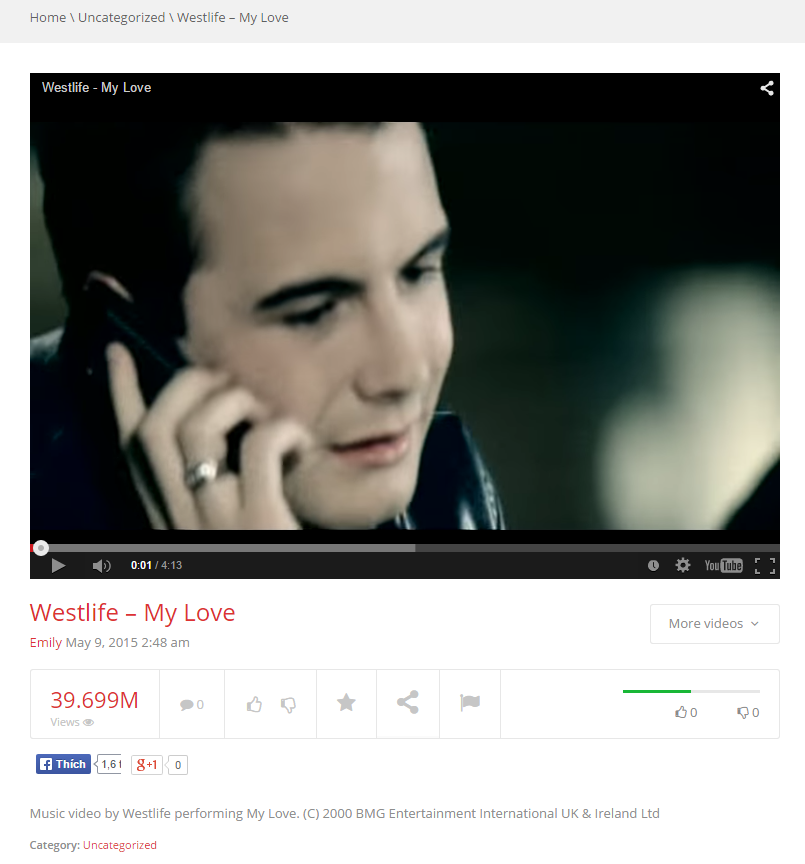 Home \ Uncategorized \ Westlife – My Love
Westlife - My Love
0:01 / 4:13
YouTube
Westlife – My Love
More videos
Emily May 9, 2015 2:48 am
39.699M
Views
0
0
0
Thích
1,6
g+1
0
Music video by Westlife performing My Love. (C) 2000 BMG Entertainment International UK & Ireland Ltd
Category: Uncategorized